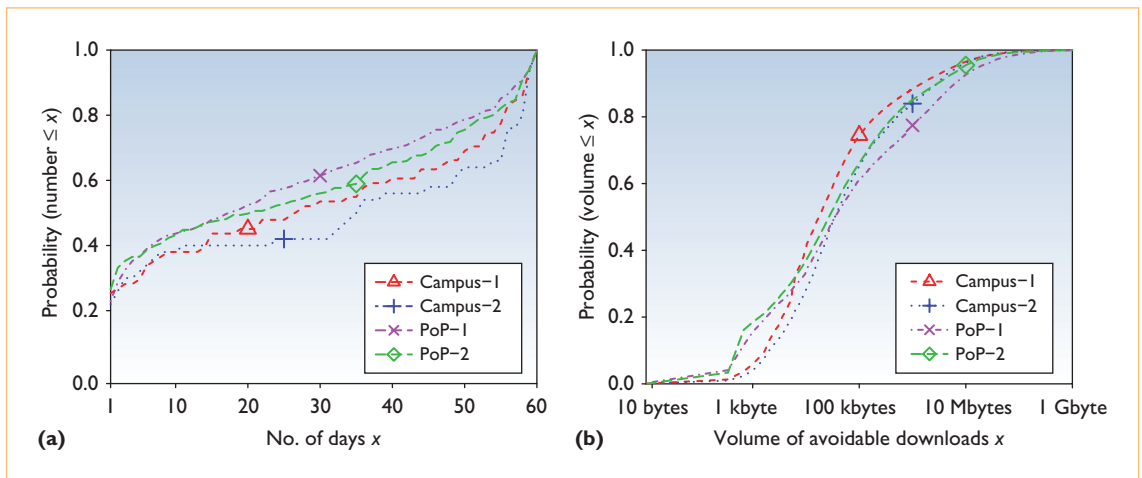 1.0
0.8
0.6
0.4
0.2
0.0
Probability (number ≤ x)
Campus–1
Campus–2
PoP–1
PoP–2
1 10 20 30 40 50 60
No. of days x
(a)
1.0
0.8
0.6
0.4
0.2
0.0
Probability (volume ≤ x)
Campus–1
Campus–2
PoP–1
PoP–2
10 bytes 1 kbyte 100 kbytes 10 Mbytes 1 Gbyte
Volume of avoidable downloads x
(b)